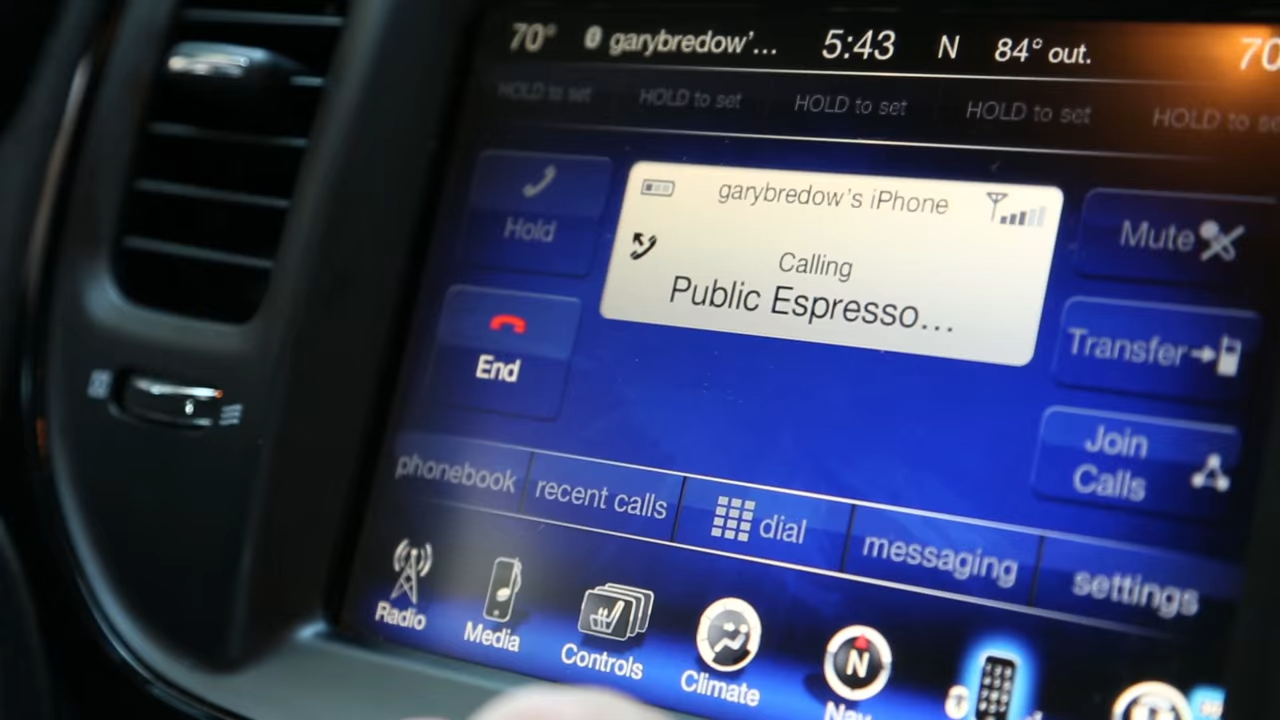 70° garybredow'... 5:43 N 84° out. 70
HOLD to set HOLD to set HOLD to set HOLD to set HOLD to se
Hold
garybredow's iPhone
Mute
Calling
Public Espresso...
End
Transfer
Join
Calls
phonebook recent calls dial messaging settings
Radio Media Controls Climate Nav
N